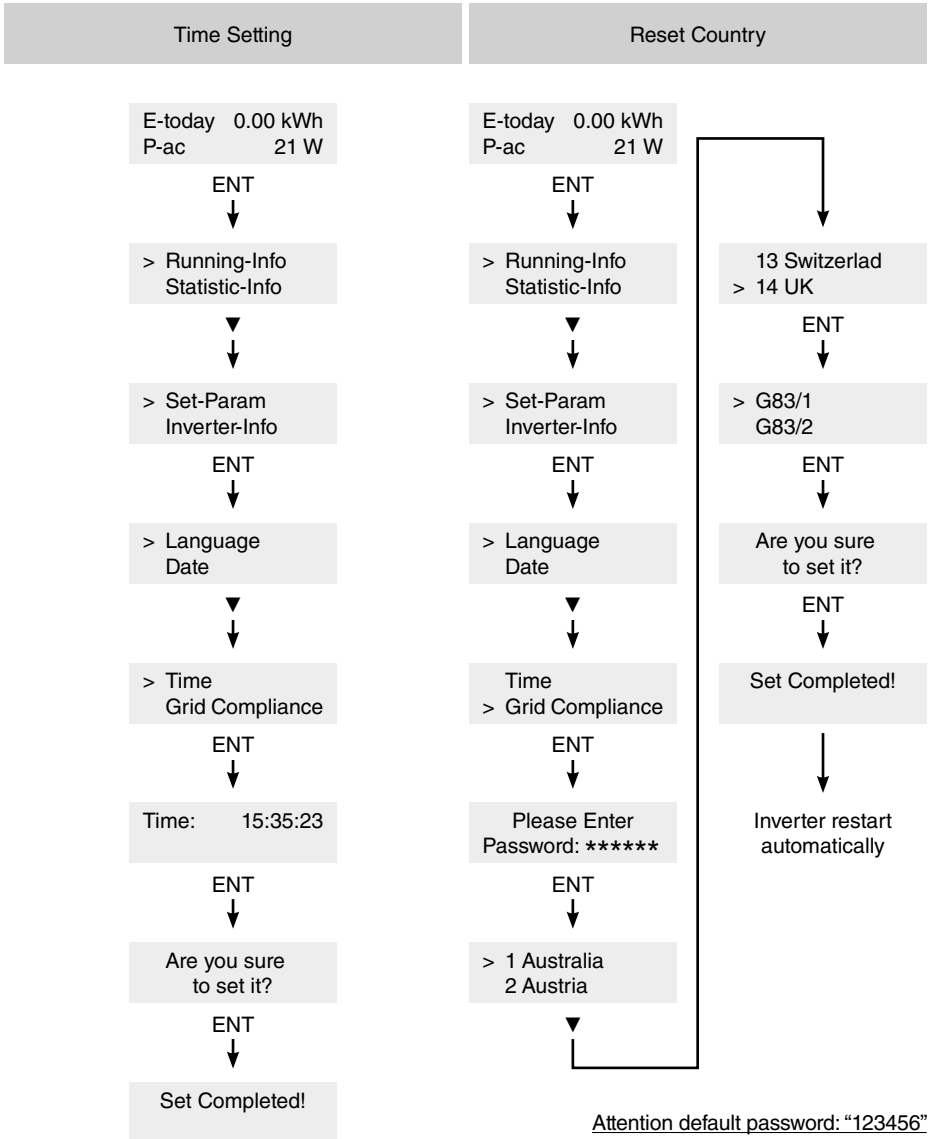 Time Setting
E-today 0.00 kWh
P-ac 21 W
ENT
> Running-Info
Statistic-Info
▼
> Set-Param
Inverter-Info
ENT
> Language
Date
▼
> Time
Grid Compliance
ENT
Time: 15:35:23
ENT
Are you sure
to set it?
ENT
Set Completed!
Reset Country
E-today 0.00 kWh
P-ac 21 W
ENT
> Running-Info
Statistic-Info
▼
> Set-Param
Inverter-Info
ENT
> Language
Date
▼
Time
> Grid Compliance
ENT
Please Enter
Password: ******
ENT
> 1 Australia
2 Austria
▼
13 Switzerlad
> 14 UK
ENT
> G83/1
G83/2
ENT
Are you sure
to set it?
ENT
Set Completed!
Inverter restart
automatically
Attention default password: “123456”